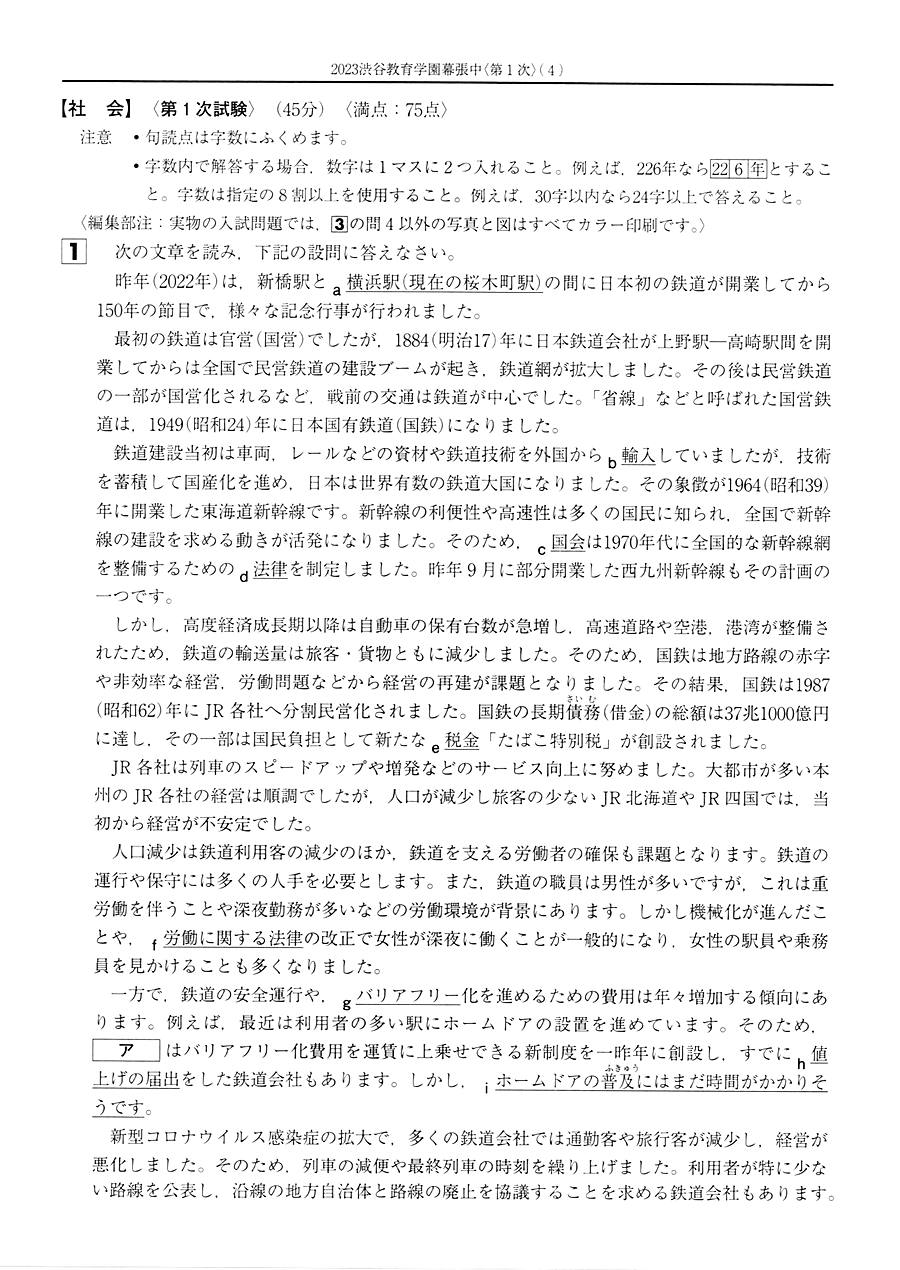 2023渋谷教育学園幕張中〈第1次〉(4)
【社 会】〈第1次試験〉(45分)〈満点：75点〉
注意 ・句読点は字数にふくめます。
・字数内で解答する場合，数字は1マスに2つ入れること。例えば，226年なら22 6 年とするこ
と。字数は指定の8割以上を使用すること。例えば，30字以内なら24字以上で答えること。
〈編集部注：実物の入試問題では，3の問4以外の写真と図はすべてカラー印刷です。〉
1 次の文章を読み，下記の設問に答えなさい。
昨年(2022年)は，新橋駅と a 横浜駅(現在の桜木町駅)の間に日本初の鉄道が開業してから
150年の節目で，様々な記念行事が行われました。
最初の鉄道は官営(国営)でしたが，1884(明治17)年に日本鉄道会社が上野駅―高崎駅間を開
業してからは全国で民営鉄道の建設ブームが起き，鉄道網が拡大しました。その後は民営鉄道
の一部が国営化されるなど，戦前の交通は鉄道が中心でした。「省線」などと呼ばれた国営鉄
道は，1949(昭和24)年に日本国有鉄道(国鉄)になりました。
鉄道建設当初は車両，レールなどの資材や鉄道技術を外国から b 輸入していましたが，技術
を蓄積して国産化を進め，日本は世界有数の鉄道大国になりました。その象徴が1964(昭和39)
年に開業した東海道新幹線です。新幹線の利便性や高速性は多くの国民に知られ，全国で新幹
線の建設を求める動きが活発になりました。そのため， c 国会は1970年代に全国的な新幹線網
を整備するための d 法律を制定しました。昨年9月に部分開業した西九州新幹線もその計画の
一つです。
しかし，高度経済成長期以降は自動車の保有台数が急増し，高速道路や空港，港湾が整備さ
れたため，鉄道の輸送量は旅客・貨物ともに減少しました。そのため，国鉄は地方路線の赤字
や非効率な経営，労働問題などから経営の再建が課題となりました。その結果，国鉄は1987
(昭和62)年にJR各社へ分割民営化されました。国鉄の長期債務(借金)の総額は37兆1000億円
に達し，その一部は国民負担として新たな e 税金「たばこ特別税」が創設されました。
JR各社は列車のスピードアップや増発などのサービス向上に努めました。大都市が多い本
州のJR各社の経営は順調でしたが，人口が減少し旅客の少ないJR北海道やJR四国では，当
初から経営が不安定でした。
人口減少は鉄道利用客の減少のほか，鉄道を支える労働者の確保も課題となります。鉄道の
運行や保守には多くの人手を必要とします。また，鉄道の職員は男性が多いですが，これは重
労働を伴うことや深夜勤務が多いなどの労働環境が背景にあります。しかし機械化が進んだこ
とや， f 労働に関する法律の改正で女性が深夜に働くことが一般的になり，女性の駅員や乗務
員を見かけることも多くなりました。
一方で，鉄道の安全運行や， g バリアフリー化を進めるための費用は年々増加する傾向にあ
ります。例えば，最近は利用者の多い駅にホームドアの設置を進めています。そのため，
ア はバリアフリー化費用を運賃に上乗せできる新制度を一昨年に創設し，すでに h 値
上げの届出をした鉄道会社もあります。しかし， i ホームドアの普及にはまだ時間がかかりそ
うです。
新型コロナウイルス感染症の拡大で，多くの鉄道会社では通勤客や旅行客が減少し，経営が
悪化しました。そのため，列車の減便や最終列車の時刻を繰り上げました。利用者が特に少な
い路線を公表し，沿線の地方自治体と路線の廃止を協議することを求める鉄道会社もあります。